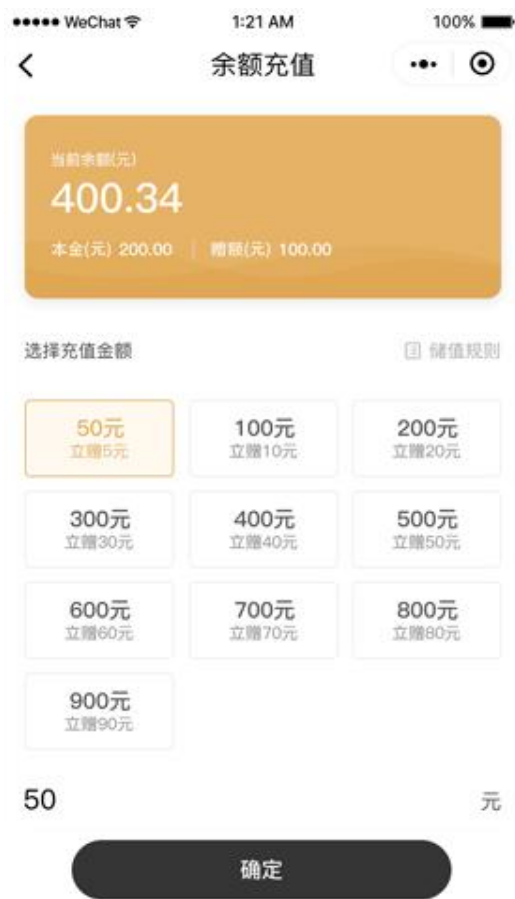 WeChat 1:21 AM 100%
余额充值
当前余额(元)
400.34
本金(元) 200.00 赠额(元) 100.00
选择充值金额 储值规则
50元 100元 200元
立赠5元 立赠10元 立赠20元
300元 400元 500元
立赠30元 立赠40元 立赠50元
600元 700元 800元
立赠60元 立赠70元 立赠80元
900元
立赠90元
50 元
确定